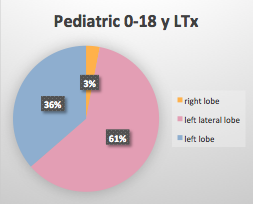 Pediatric 0-18 y LTx
3%
36%
61%
right lobe
left lateral lobe
left lobe